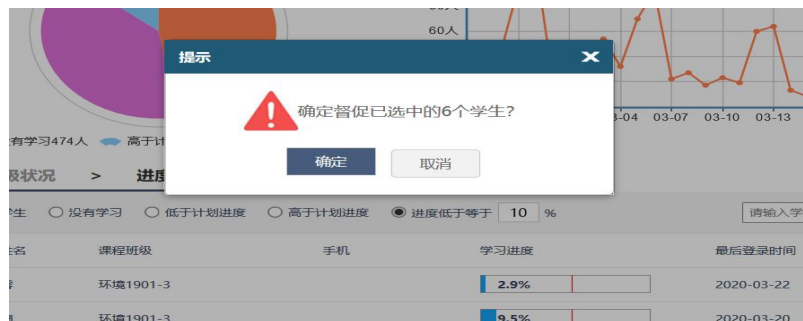 60人
提示
确定督促已选中的6个学生?
确定 取消
3-04 03-07 03-10 03-13
有学习474人 高于计
级状况 > 进度
学生 没有学习 低于计划进度 高于计划进度 进度低于等于 10 % 请输入学
姓名 课程班级 手机 学习进度 最后登录时间
环境1901-3 2.9% 2020-03-22
环境1901-3 9.5% 2020-03-20